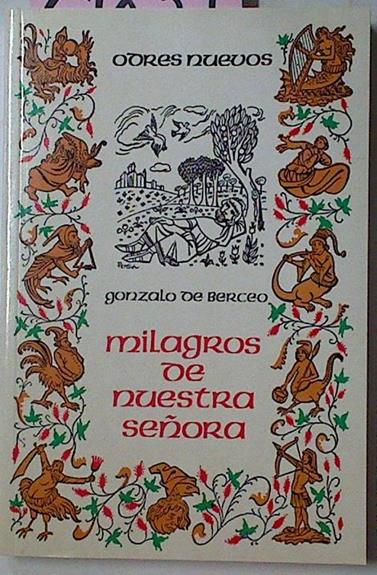 odres nuevos
gonzalo de berceo
milagros
de
nuestra
señora